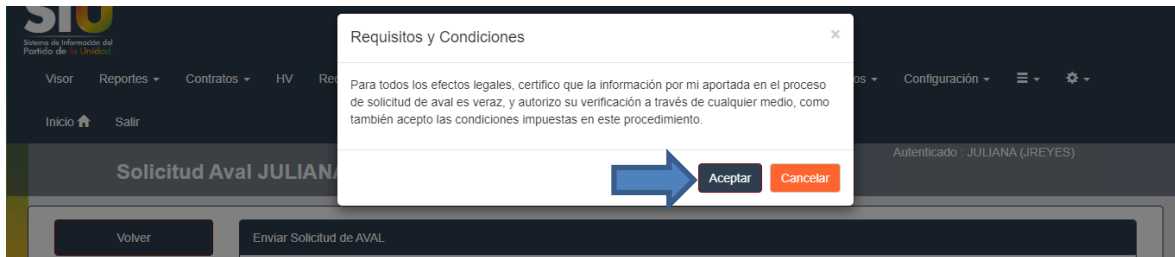 SIU
Sistema de Información del
Partido de la Unidad.
Requisitos y Condiciones ×
Visor Reportes Contratos HV Rec os Configuración
Para todos los efectos legales, certifico que la información por mi aportada en el proceso
de solicitud de aval es veraz, y autorizo su verificación a través de cualquier medio, como
también acepto las condiciones impuestas en este procedimiento.
Inicio Salir
Autenticado : JULIANA (JREYES)
Solicitud Aval JULIANA
Aceptar Cancelar
Volver Enviar Solicitud de AVAL